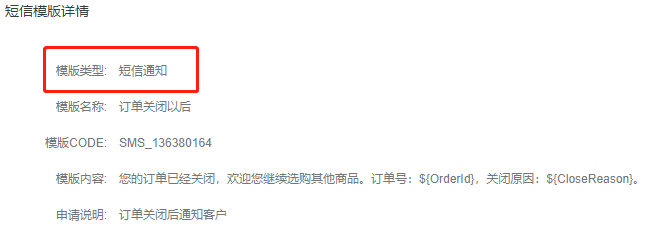 短信模版详情
模版类型: 短信通知
模版名称: 订单关闭以后
模版CODE: SMS_136380164
模版内容: 您的订单已经关闭，欢迎您继续选购其他商品。订单号：${OrderId}，关闭原因：${CloseReason}。
申请说明: 订单关闭后通知客户